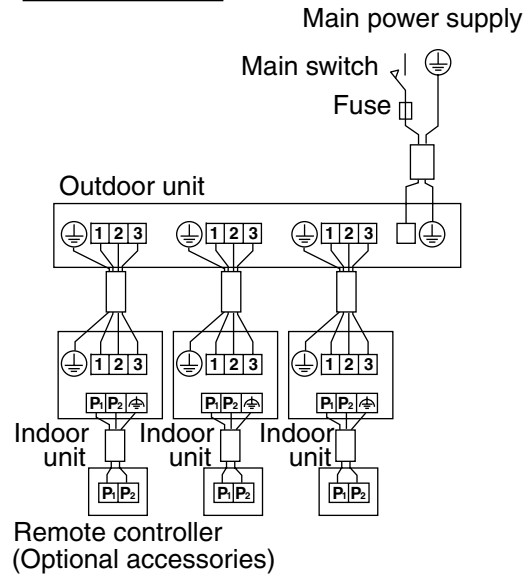 Main power supply
Main switch
Fuse
Outdoor unit
1 2 3 1 2 3 1 2 3
1 2 3 1 2 3 1 2 3
P1 P2 P1 P2 P1 P2
Indoor unit Indoor unit Indoor unit
P1 P2 P1 P2 P1 P2
Remote controller
(Optional accessories)